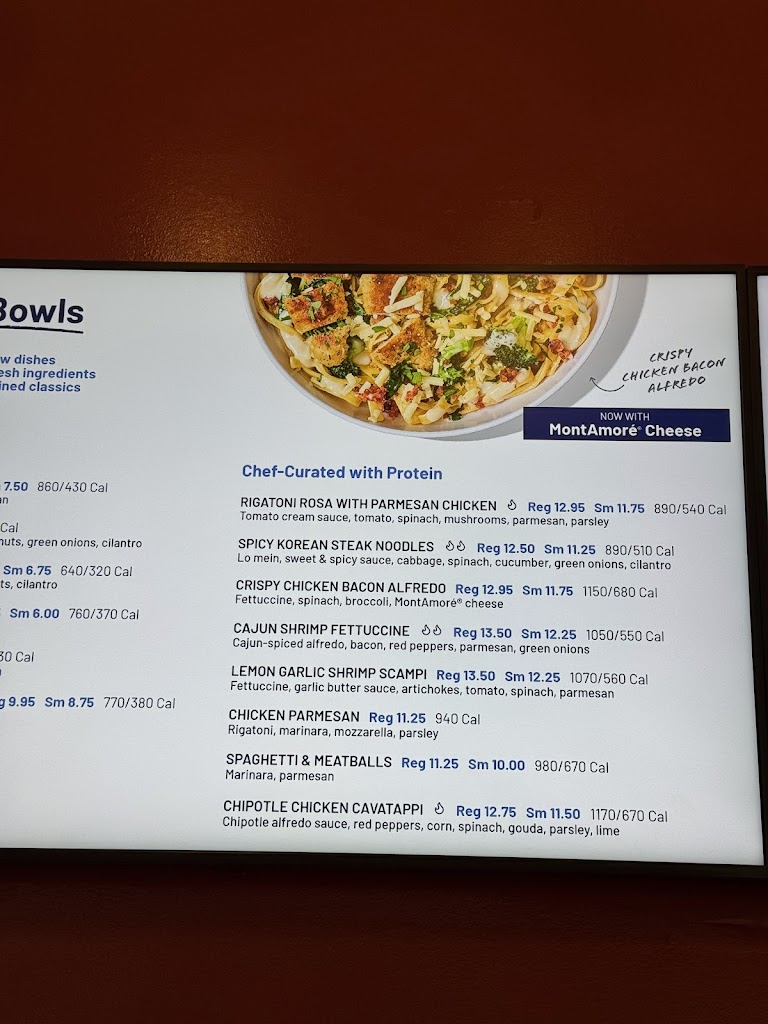 Bowls
dishes
ingredients
classics
7.50 860/430 Cal
Cal
green onions, cilantro
Sm 6.75 640/320 Cal
cilantro
Sm 6.00 760/370 Cal
Cal
9.95 Sm 8.75 770/380 Cal
CRISPY
CHICKEN BACON
ALFREDO
NOW WITH
MontAmoré® Cheese
Chef-Curated with Protein
RIGATONI ROSA WITH PARMESAN CHICKEN Reg 12.95 Sm 11.75 890/540 Cal
Tomato cream sauce, tomato, spinach, mushrooms, parmesan, parsley
SPICY KOREAN STEAK NOODLES Reg 12.50 Sm 11.25 890/510 Cal
Lo mein, sweet & spicy sauce, cabbage, spinach, cucumber, green onions, cilantro
CRISPY CHICKEN BACON ALFREDO Reg 12.95 Sm 11.75 1150/680 Cal
Fettuccine, spinach, broccoli, MontAmoré® cheese
CAJUN SHRIMP FETTUCCINE Reg 13.50 Sm 12.25 1050/550 Cal
Cajun-spiced alfredo, bacon, red peppers, parmesan, green onions
LEMON GARLIC SHRIMP SCAMPI Reg 13.50 Sm 12.25 1070/560 Cal
Fettuccine, garlic butter sauce, artichokes, tomato, spinach, parmesan
CHICKEN PARMESAN Reg 11.25 940 Cal
Rigatoni, marinara, mozzarella, parsley
SPAGHETTI & MEATBALLS Reg 11.25 Sm 10.00 980/670 Cal
Marinara, parmesan
CHIPOTLE CHICKEN CAVATAPPI Reg 12.75 Sm 11.50 1170/670 Cal
Chipotle alfredo sauce, red peppers, corn, spinach, gouda, parsley, lime